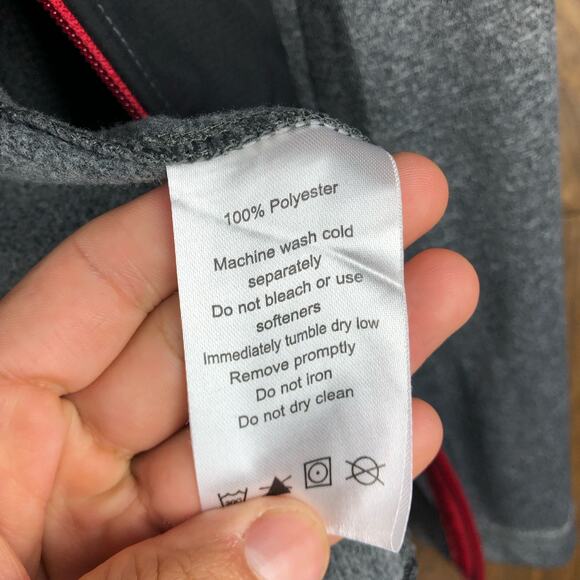 100% Polyester
Machine wash cold
separately
Do not bleach or use
softeners
Immediately tumble dry low
Remove promptly
Do not iron
Do not dry clean